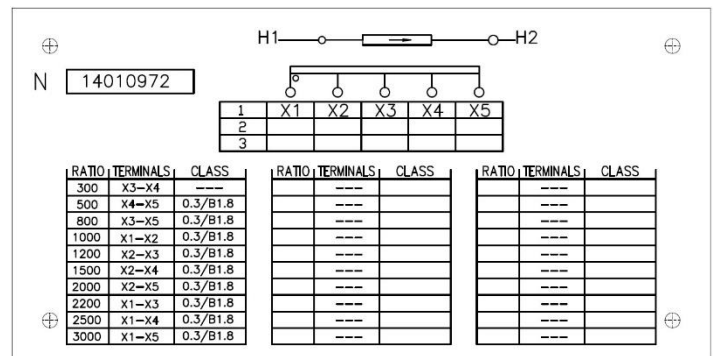 H1 H2
N 14010972
1 X1 X2 X3 X4 X5
2
3
RATIO TERMINALS CLASS RATIO TERMINALS CLASS RATIO TERMINALS CLASS
300 X3-X4 --- --- ---
500 X4-X5 0.3/B1.8 --- ---
800 X3-X5 0.3/B1.8 --- ---
1000 X1-X2 0.3/B1.8 --- ---
1200 X2-X3 0.3/B1.8 --- ---
1500 X2-X4 0.3/B1.8 --- ---
2000 X2-X5 0.3/B1.8 --- ---
2200 X1-X3 0.3/B1.8 --- ---
2500 X1-X4 0.3/B1.8 --- ---
3000 X1-X5 0.3/B1.8 --- ---